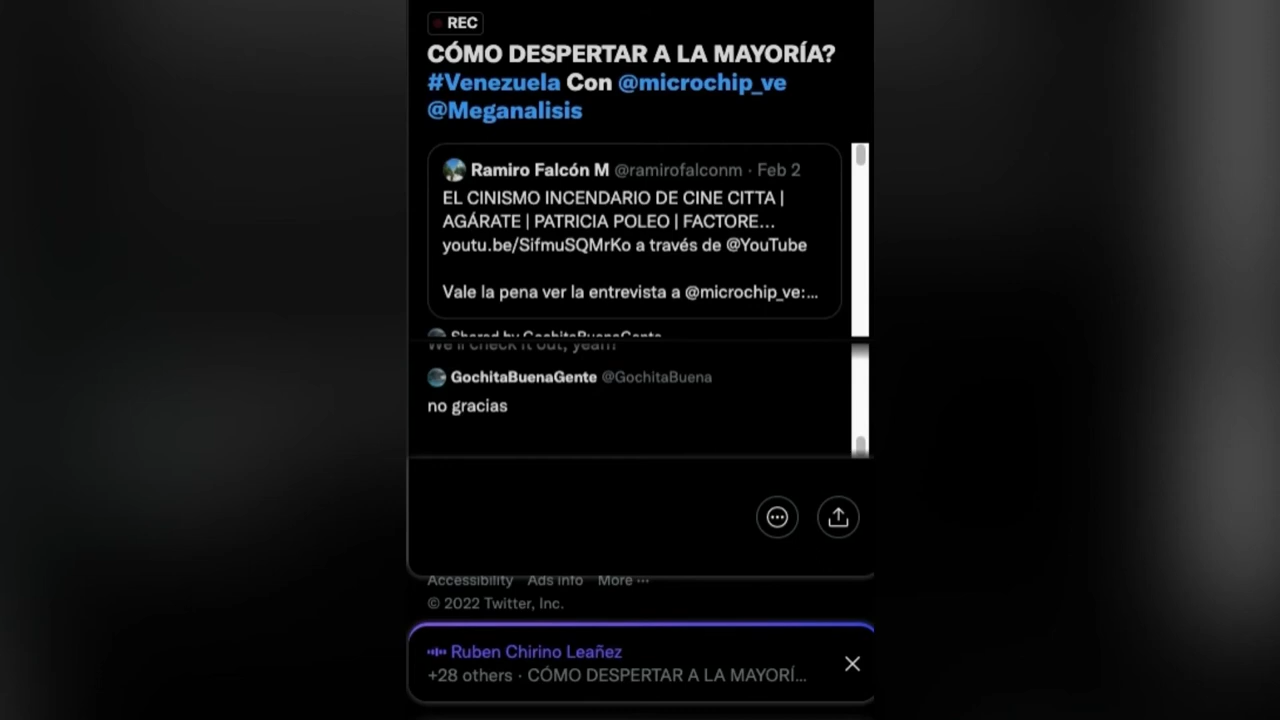 REC
CÓMO DESPERTAR A LA MAYORÍA?
#Venezuela Con @microchip_ve
@Meganalisis
Ramiro Falcón M @ramirofalconm · Feb 2
EL CINISMO INCENDARIO DE CINE CITTA |
AGÁRATE | PATRICIA POLEO | FACTORE...
youtu.be/SifmuSQMrKo a través de @YouTube
Vale la pena ver la entrevista a @microchip_ve:...
Shared by GochitaBuenaGente
We'll check it out, yeah?
GochitaBuenaGente @GochitaBuena
no gracias
Accessibility Ads info More ···
© 2022 Twitter, Inc.
Ruben Chirino Leañez
+28 others · CÓMO DESPERTAR A LA MAYORÍ...